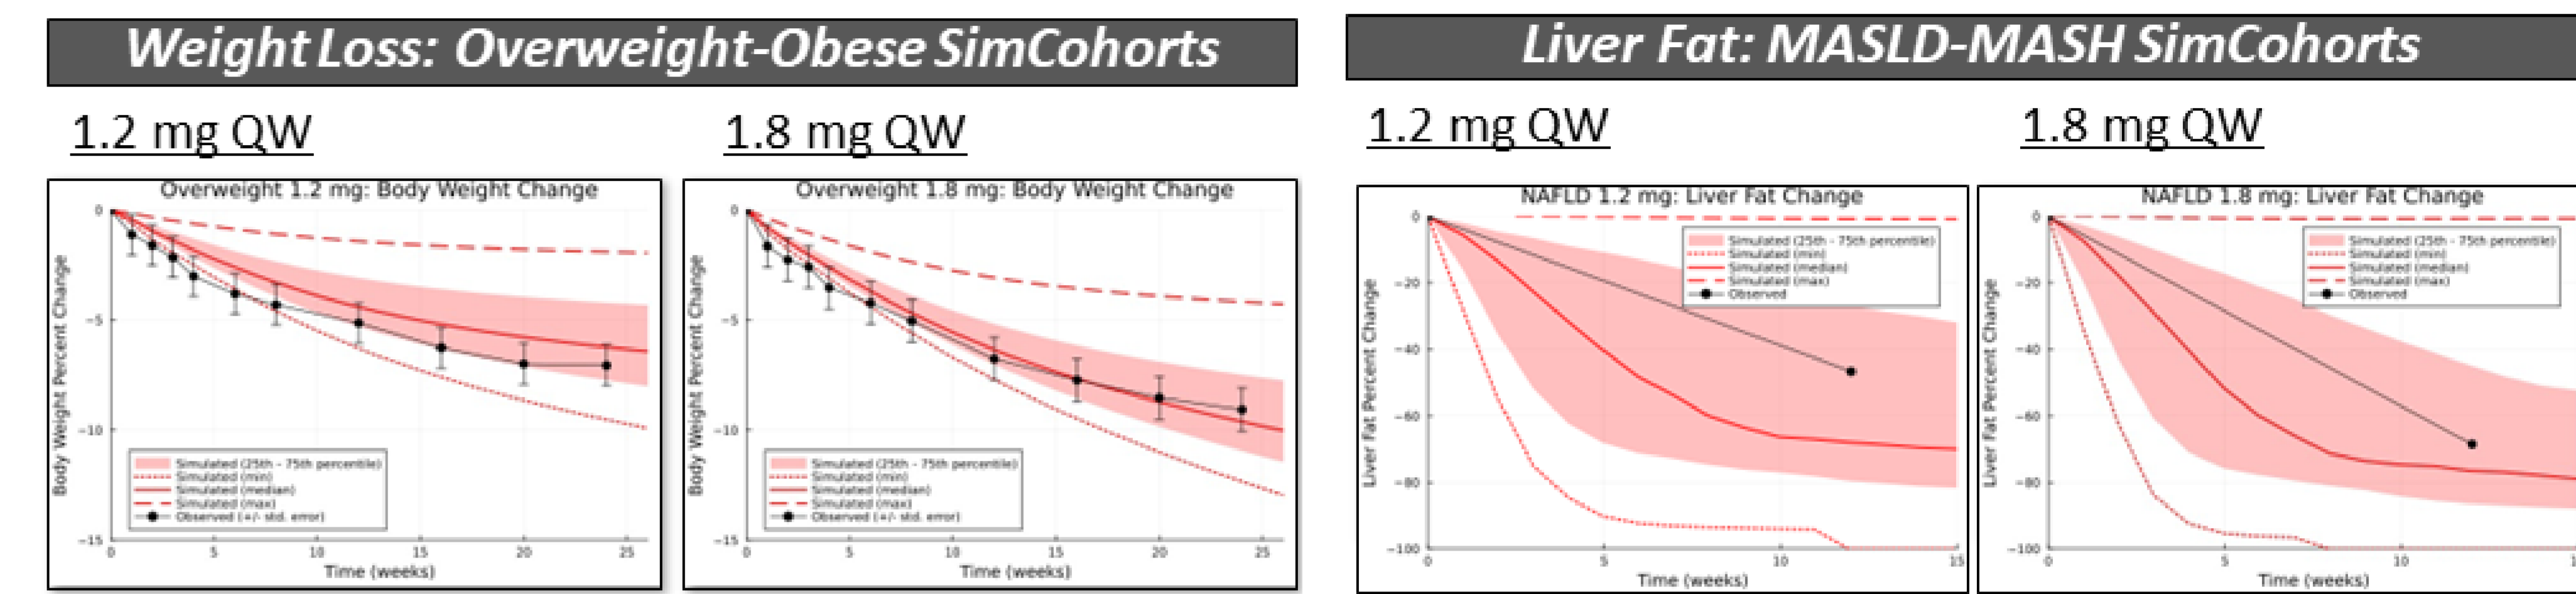 Weight Loss: Overweight-Obese SimCohorts
1.2 mg QW
1.8 mg QW
Overweight 1.2 mg: Body Weight Change
Body Weight Percent Change
0
−5
−10
−15
Simulated (25th - 75th percentile)
Simulated (min)
Simulated (median)
Simulated (max)
Observed (+/- std. error)
0 5 10 15 20 25
Time (weeks)
Overweight 1.8 mg: Body Weight Change
Body Weight Percent Change
0
−5
−10
−15
Simulated (25th - 75th percentile)
Simulated (min)
Simulated (median)
Simulated (max)
Observed (+/- std. error)
0 5 10 15 20 25
Time (weeks)
Liver Fat: MASLD-MASH SimCohorts
1.2 mg QW
1.8 mg QW
NAFLD 1.2 mg: Liver Fat Change
Liver Fat Percent Change
0
−20
−40
−60
−80
−100
Simulated (25th - 75th percentile)
Simulated (min)
Simulated (median)
Simulated (max)
Observed
0 5 10 15
Time (weeks)
NAFLD 1.8 mg: Liver Fat Change
Liver Fat Percent Change
0
−20
−40
−60
−80
−100
Simulated (25th - 75th percentile)
Simulated (min)
Simulated (median)
Simulated (max)
Observed
0 5 10
Time (weeks)